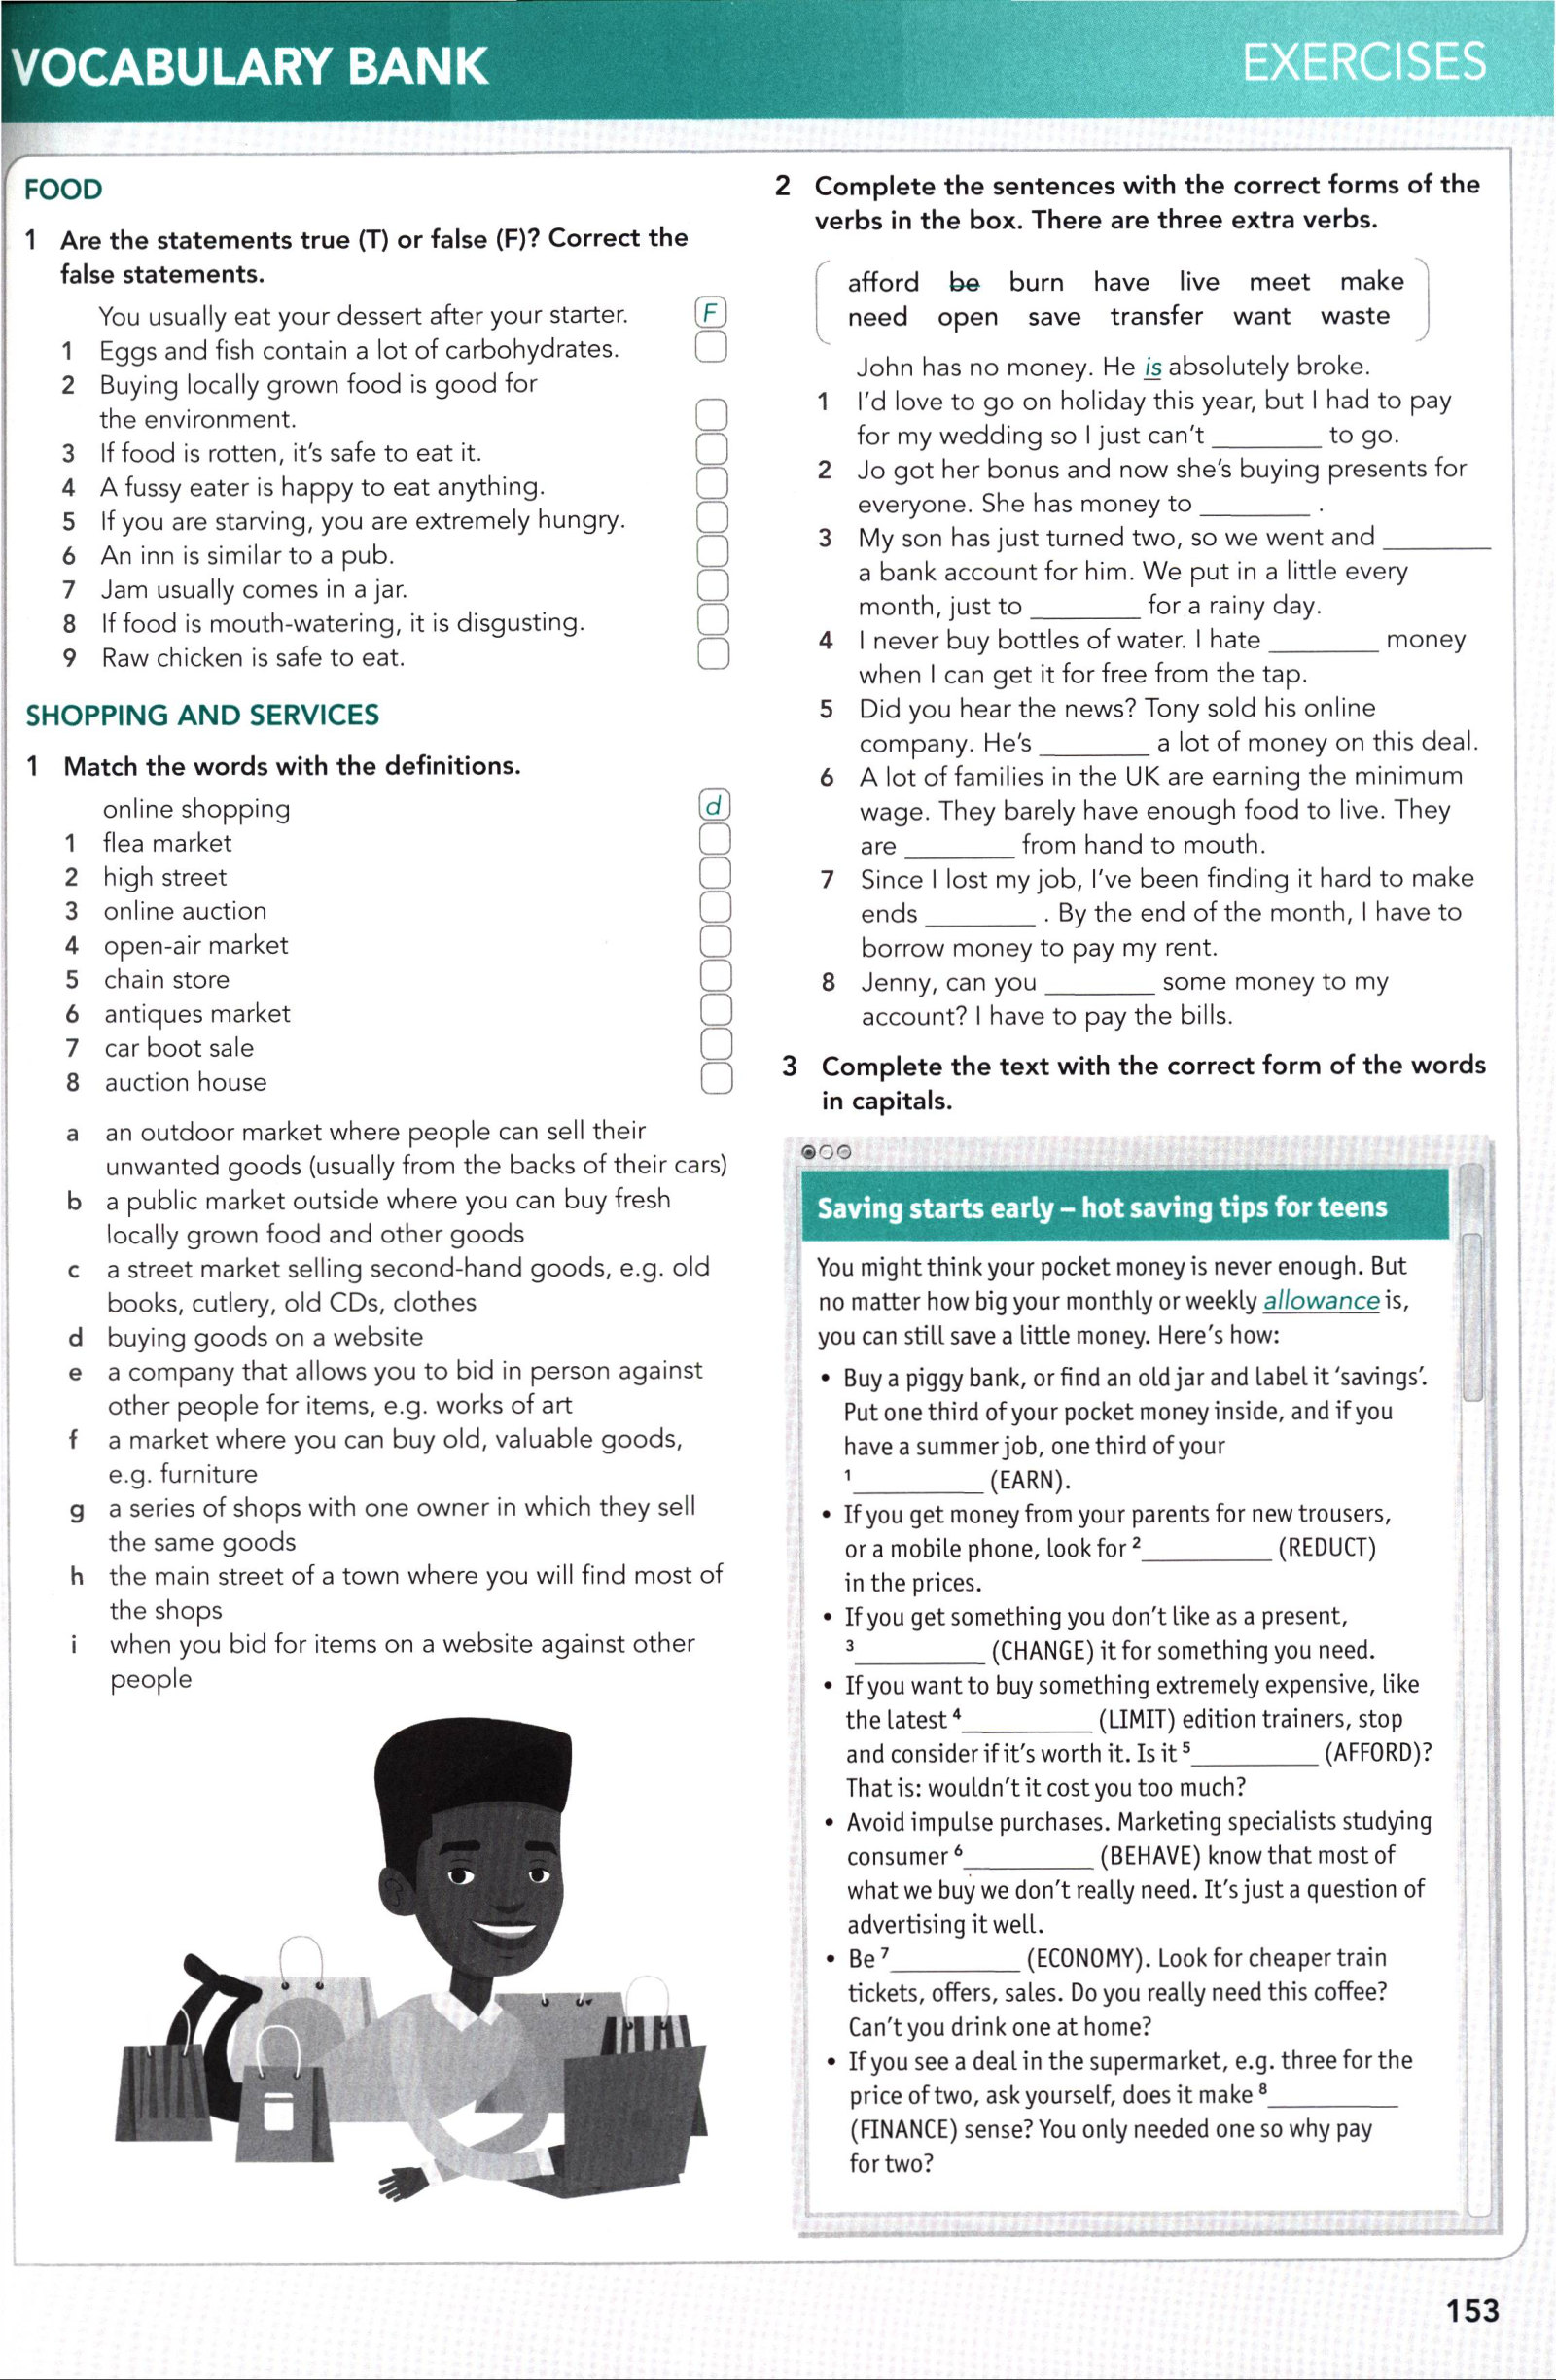 VOCABULARY BANK
EXERCISES
FOOD
1 Are the statements true (T) or false (F)? Correct the
false statements.
You usually eat your dessert after your starter. F
1 Eggs and fish contain a lot of carbohydrates.
2 Buying locally grown food is good for
the environment.
3 If food is rotten, it's safe to eat it.
4 A fussy eater is happy to eat anything.
5 If you are starving, you are extremely hungry.
6 An inn is similar to a pub.
7 Jam usually comes in a jar.
8 If food is mouth-watering, it is disgusting.
9 Raw chicken is safe to eat.
SHOPPING AND SERVICES
1 Match the words with the definitions.
online shopping d
1 flea market
2 high street
3 online auction
4 open-air market
5 chain store
6 antiques market
7 car boot sale
8 auction house
a an outdoor market where people can sell their
unwanted goods (usually from the backs of their cars)
b a public market outside where you can buy fresh
locally grown food and other goods
c a street market selling second-hand goods, e.g. old
books, cutlery, old CDs, clothes
d buying goods on a website
e a company that allows you to bid in person against
other people for items, e.g. works of art
f a market where you can buy old, valuable goods,
e.g. furniture
g a series of shops with one owner in which they sell
the same goods
h the main street of a town where you will find most of
the shops
i when you bid for items on a website against other
people
2 Complete the sentences with the correct forms of the
verbs in the box. There are three extra verbs.
afford be burn have live meet make
need open save transfer want waste
John has no money. He is absolutely broke.
1 I'd love to go on holiday this year, but I had to pay
for my wedding so I just can't ________ to go.
2 Jo got her bonus and now she's buying presents for
everyone. She has money to ________ .
3 My son has just turned two, so we went and ________
a bank account for him. We put in a little every
month, just to ________ for a rainy day.
4 I never buy bottles of water. I hate ________ money
when I can get it for free from the tap.
5 Did you hear the news? Tony sold his online
company. He's ________ a lot of money on this deal.
6 A lot of families in the UK are earning the minimum
wage. They barely have enough food to live. They
are ________ from hand to mouth.
7 Since I lost my job, I've been finding it hard to make
ends ________ . By the end of the month, I have to
borrow money to pay my rent.
8 Jenny, can you ________ some money to my
account? I have to pay the bills.
3 Complete the text with the correct form of the words
in capitals.
Saving starts early – hot saving tips for teens
You might think your pocket money is never enough. But
no matter how big your monthly or weekly allowance is,
you can still save a little money. Here's how:
• Buy a piggy bank, or find an old jar and label it 'savings'.
Put one third of your pocket money inside, and if you
have a summer job, one third of your
1 __________ (EARN).
• If you get money from your parents for new trousers,
or a mobile phone, look for 2 __________ (REDUCT)
in the prices.
• If you get something you don't like as a present,
3 __________ (CHANGE) it for something you need.
• If you want to buy something extremely expensive, like
the latest 4 __________ (LIMIT) edition trainers, stop
and consider if it's worth it. Is it 5 __________ (AFFORD)?
That is: wouldn't it cost you too much?
• Avoid impulse purchases. Marketing specialists studying
consumer 6 __________ (BEHAVE) know that most of
what we buy we don't really need. It's just a question of
advertising it well.
• Be 7 __________ (ECONOMY). Look for cheaper train
tickets, offers, sales. Do you really need this coffee?
Can't you drink one at home?
• If you see a deal in the supermarket, e.g. three for the
price of two, ask yourself, does it make 8 __________
(FINANCE) sense? You only needed one so why pay
for two?
153